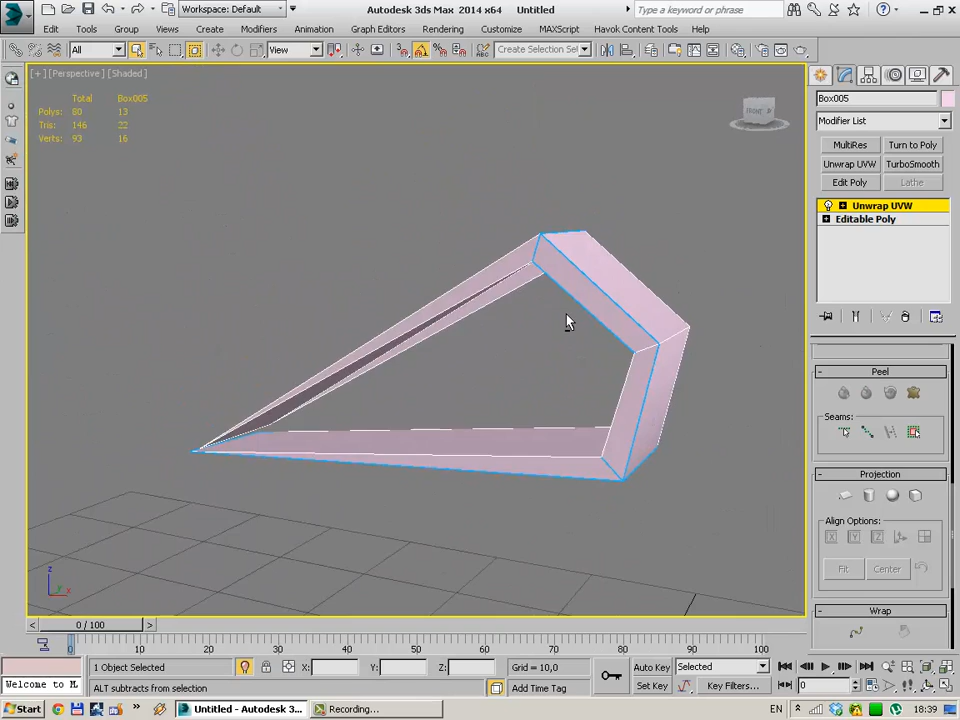 Workspace: Default
Autodesk 3ds Max 2014 x64 Untitled
Type a keyword or phrase
Edit Tools Group Views Create Modifiers Animation Graph Editors Rendering Customize MAXScript Havok Content Tools Help
All View Create Selection Se
[+] [Perspective] [Shaded]
Total Box005
Polys: 80 13
Tris: 146 22
Verts: 93 16
FRONT
Box005
Modifier List
MultiRes Turn to Poly
Unwrap UVW TurboSmooth
Edit Poly Lathe
Unwrap UVW
Editable Poly
Peel
Seams:
Projection
Align Options:
X Y Z
Fit Center
Wrap
z
y
x
< 0 / 100 >
0 10 20 30 40 50 60 70 80 90 100
1 Object Selected X: Y: Z: Grid = 10,0 Auto Key Selected
Welcome to M. ALT subtracts from selection Add Time Tag Set Key Key Filters... 0
Start Untitled - Autodesk 3... Recording... EN 18:39